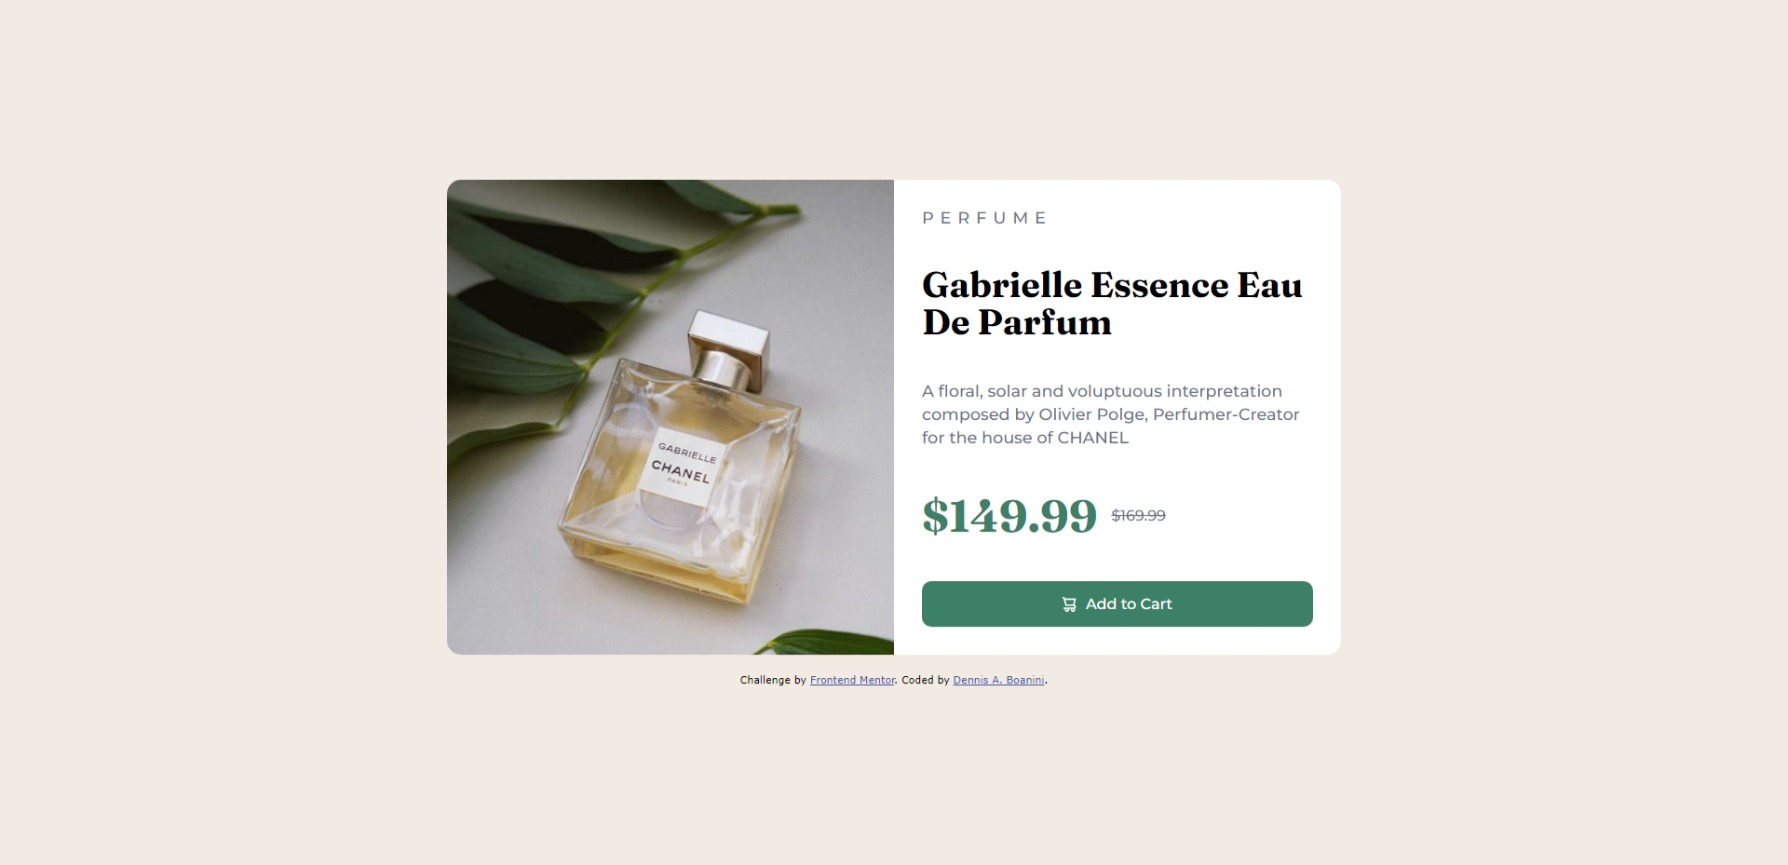 PERFUME
Gabrielle Essence Eau
De Parfum
A floral, solar and voluptuous interpretation
composed by Olivier Polge, Perfumer-Creator
for the house of CHANEL
$149.99 $169.99
Add to Cart
GABRIELLE
CHANEL
PARIS
Challenge by Frontend Mentor. Coded by Dennis A. Boanini.